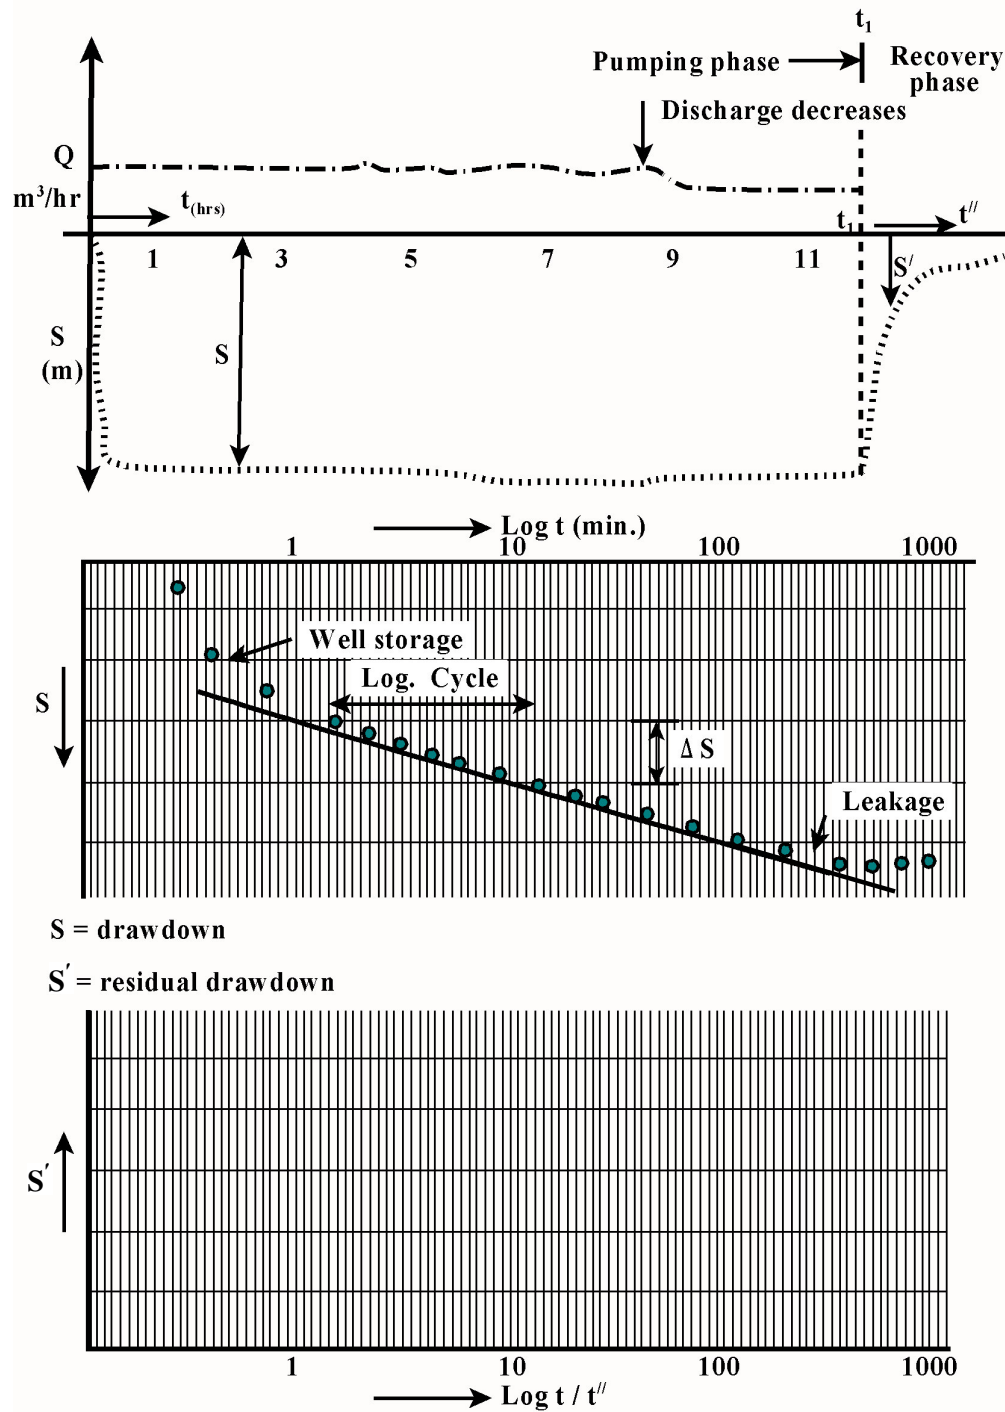 t₁
Pumping phase
Recovery
phase
Discharge decreases
Q
m³/hr
t(hrs)
t₁
t//
1 3 5 7 9 11
S/
S
(m)
S
Log t (min.)
1 10 100 1000
Well storage
Log. Cycle
S
Δ S
Leakage
S = drawdown
S′ = residual drawdown
S′
1 10 100 1000
Log t / t//